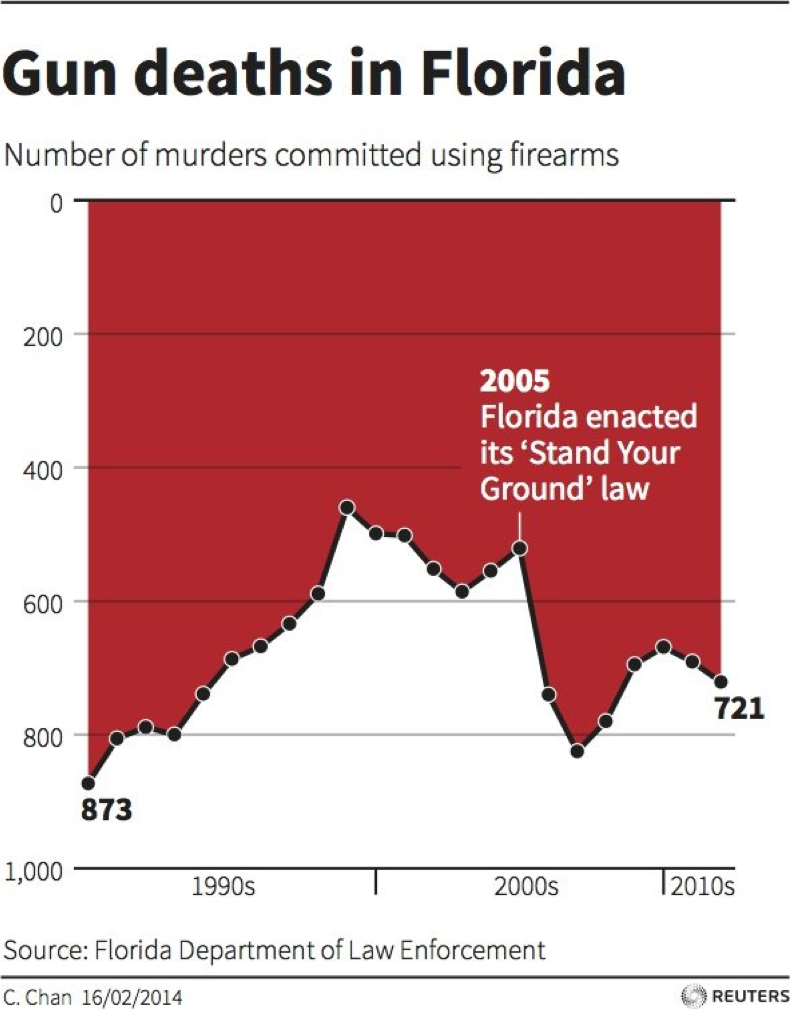 Gun deaths in Florida
Number of murders committed using firearms
0
200
2005
Florida enacted
its ‘Stand Your
Ground’ law
400
600
721
800
873
1,000
1990s
2000s
2010s
Source: Florida Department of Law Enforcement
C. Chan 16/02/2014
REUTERS